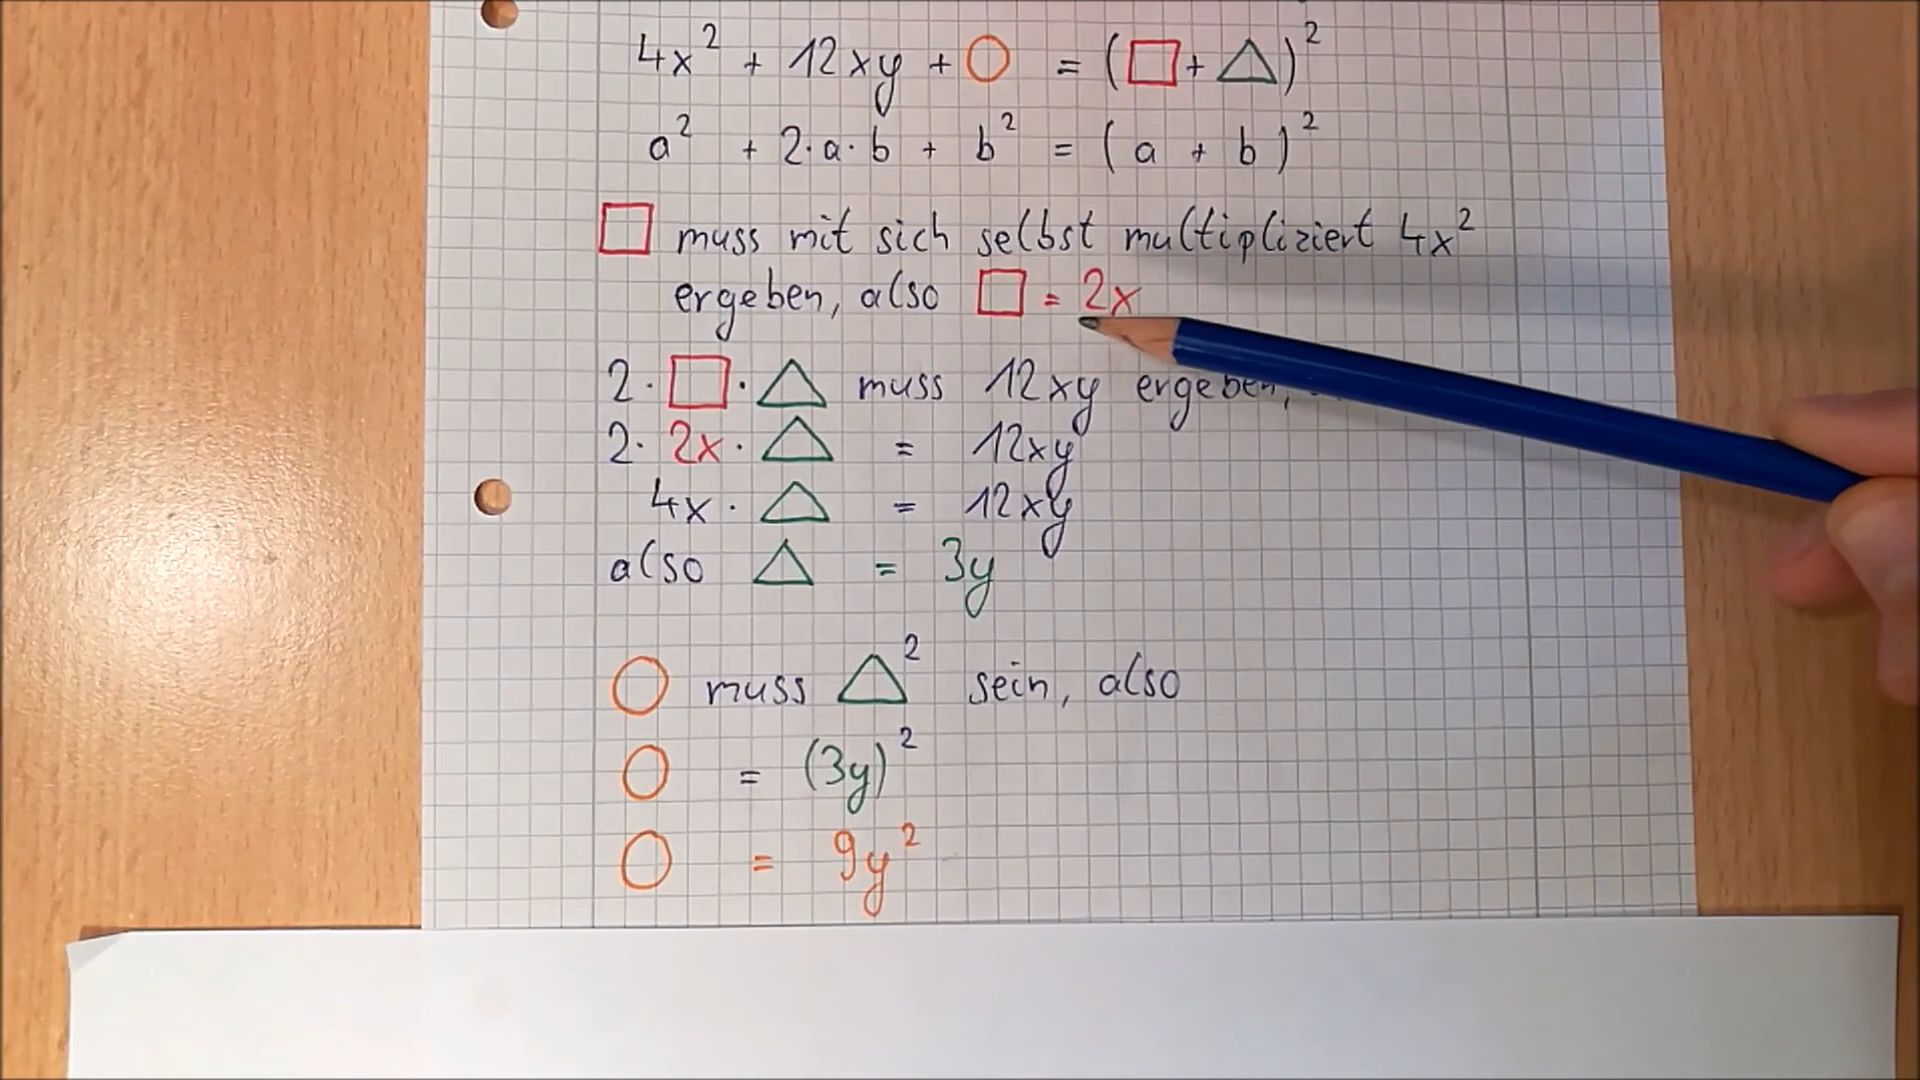 4x² + 12xy + ○ = (□ + △)²
a² + 2·a·b + b² = (a + b)²
□ muss mit sich selbst multipliziert 4x²
ergeben, also □ = 2x
2·□·△ muss 12xy ergeben,
2·2x·△ = 12xy
4x·△ = 12xy
also △ = 3y
○ muss △² sein, also
○ = (3y)²
○ = 9y²